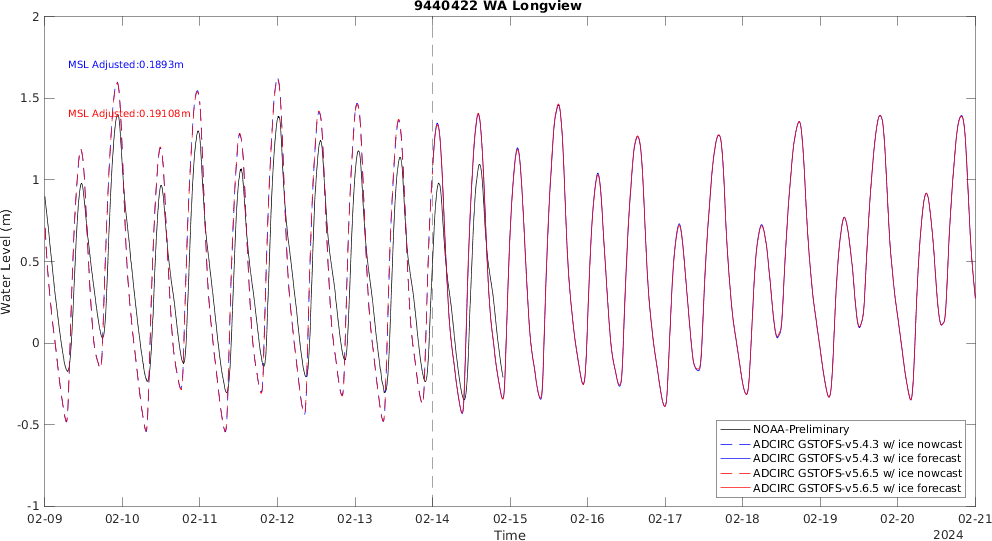 9440422 WA Longview
2
MSL Adjusted:0.1893m
1.5
MSL Adjusted:0.19108m
1
Water Level (m)
0.5
0
-0.5
-1
NOAA-Preliminary
ADCIRC GSTOFS-v5.4.3 w/ ice nowcast
ADCIRC GSTOFS-v5.4.3 w/ ice forecast
ADCIRC GSTOFS-v5.6.5 w/ ice nowcast
ADCIRC GSTOFS-v5.6.5 w/ ice forecast
02-09 02-10 02-11 02-12 02-13 02-14 02-15 02-16 02-17 02-18 02-19 02-20 02-21
Time
2024